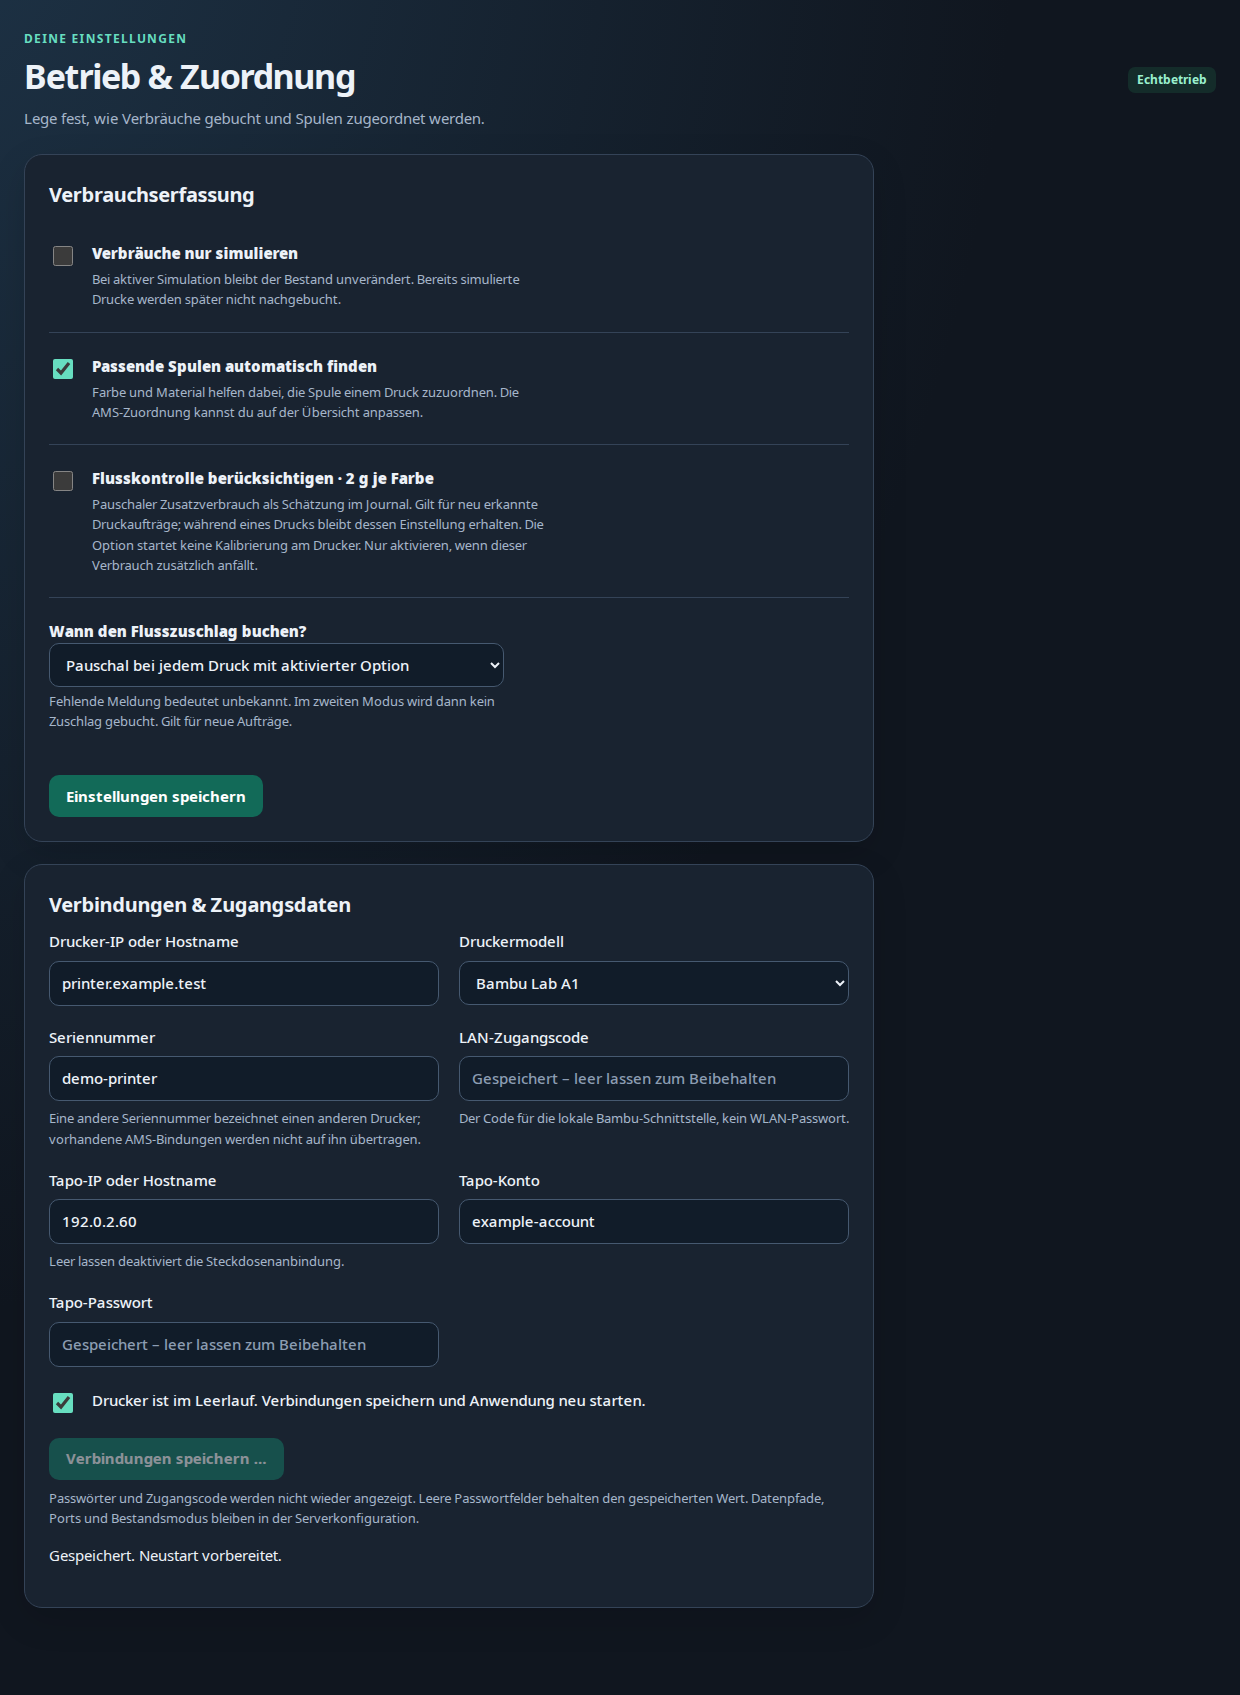 DEINE EINSTELLUNGEN
Betrieb & Zuordnung
Echtbetrieb
Lege fest, wie Verbräuche gebucht und Spulen zugeordnet werden.
Verbrauchserfassung
Verbräuche nur simulieren
Bei aktiver Simulation bleibt der Bestand unverändert. Bereits simulierte
Drucke werden später nicht nachgebucht.
Passende Spulen automatisch finden
Farbe und Material helfen dabei, die Spule einem Druck zuzuordnen. Die
AMS-Zuordnung kannst du auf der Übersicht anpassen.
Flusskontrolle berücksichtigen · 2 g je Farbe
Pauschaler Zusatzverbrauch als Schätzung im Journal. Gilt für neu erkannte
Druckaufträge; während eines Drucks bleibt dessen Einstellung erhalten. Die
Option startet keine Kalibrierung am Drucker. Nur aktivieren, wenn dieser
Verbrauch zusätzlich anfällt.
Wann den Flusszuschlag buchen?
Pauschal bei jedem Druck mit aktivierter Option
Fehlende Meldung bedeutet unbekannt. Im zweiten Modus wird dann kein
Zuschlag gebucht. Gilt für neue Aufträge.
Einstellungen speichern
Verbindungen & Zugangsdaten
Drucker-IP oder Hostname
printer.example.test
Druckermodell
Bambu Lab A1
Seriennummer
demo-printer
Eine andere Seriennummer bezeichnet einen anderen Drucker;
vorhandene AMS-Bindungen werden nicht auf ihn übertragen.
LAN-Zugangscode
Gespeichert – leer lassen zum Beibehalten
Der Code für die lokale Bambu-Schnittstelle, kein WLAN-Passwort.
Tapo-IP oder Hostname
192.0.2.60
Leer lassen deaktiviert die Steckdosenanbindung.
Tapo-Konto
example-account
Tapo-Passwort
Gespeichert – leer lassen zum Beibehalten
Drucker ist im Leerlauf. Verbindungen speichern und Anwendung neu starten.
Verbindungen speichern …
Passwörter und Zugangscode werden nicht wieder angezeigt. Leere Passwortfelder behalten den gespeicherten Wert. Datenpfade,
Ports und Bestandsmodus bleiben in der Serverkonfiguration.
Gespeichert. Neustart vorbereitet.